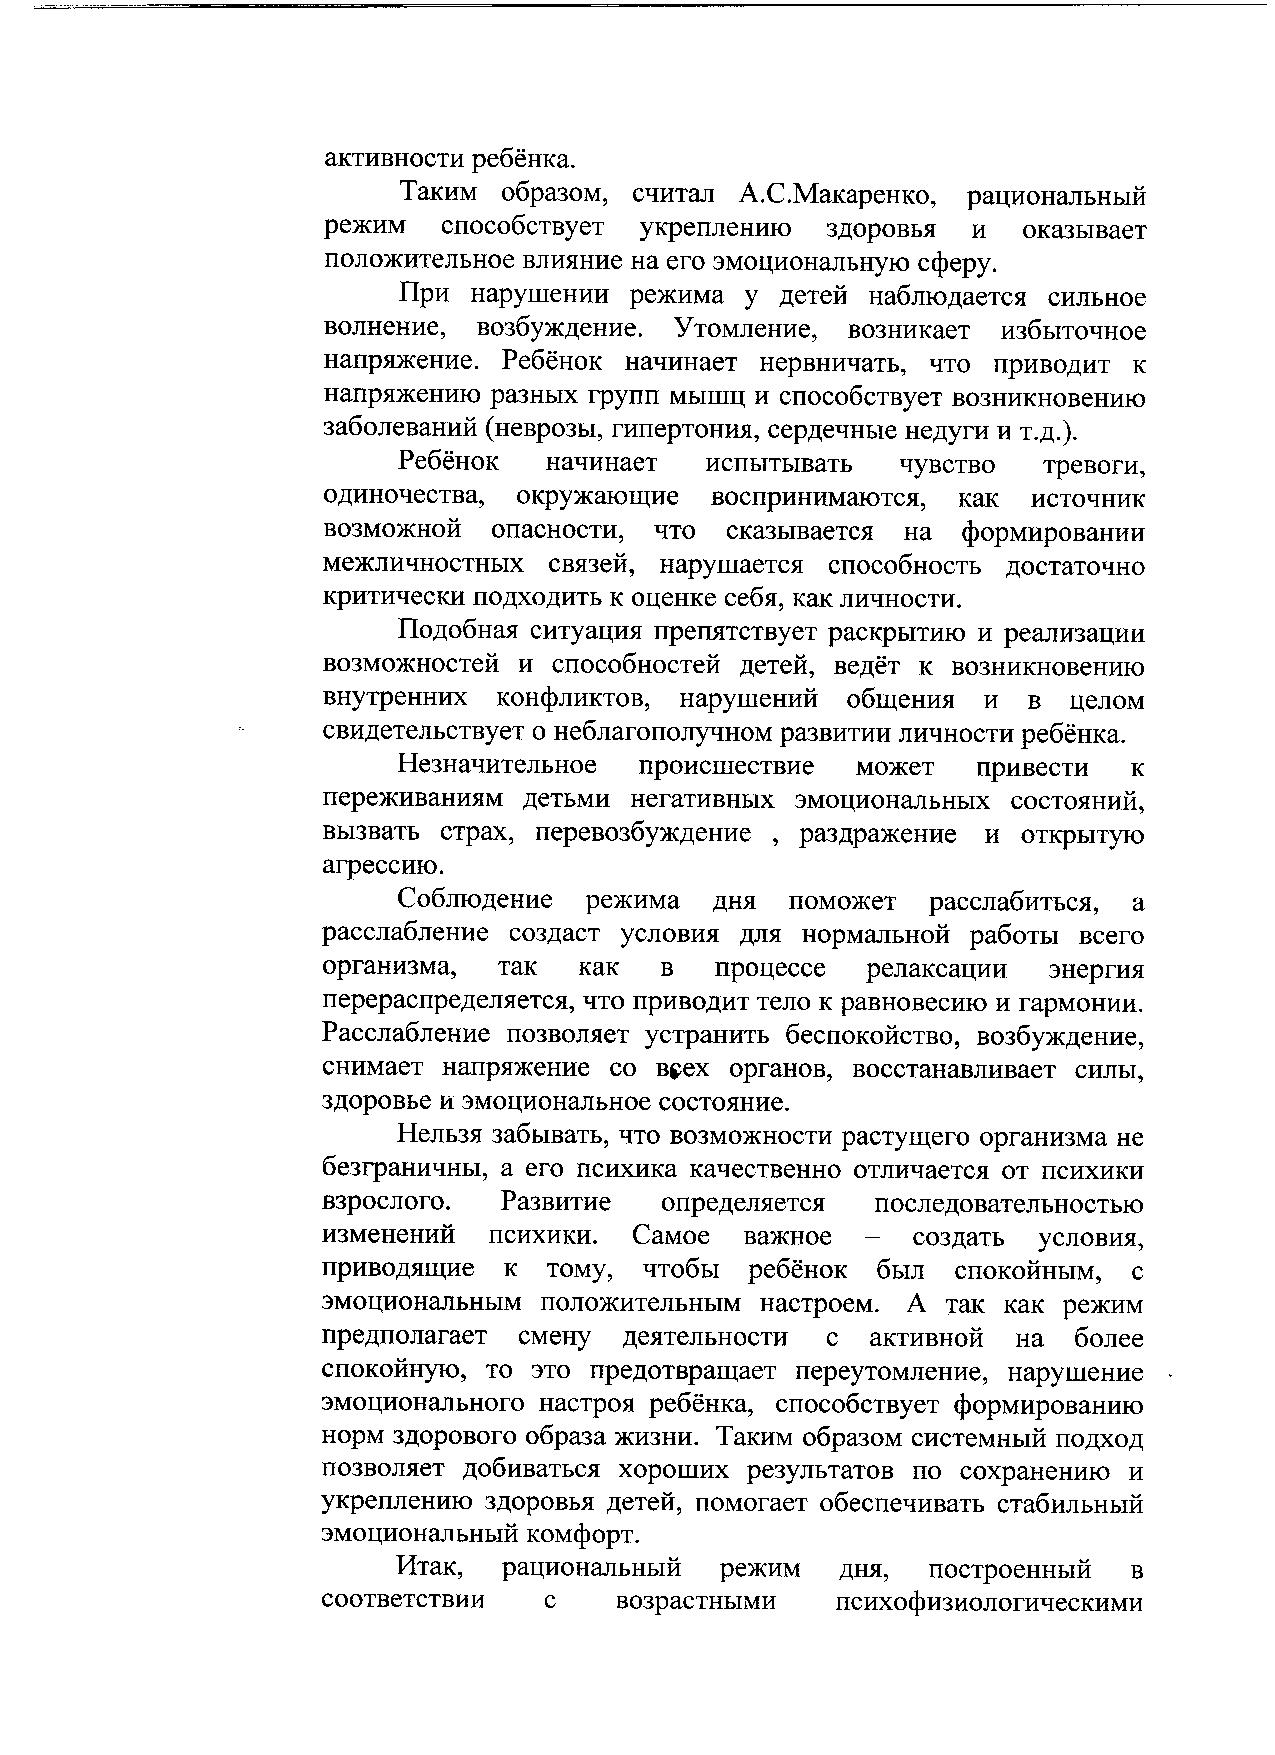 активности ребёнка.
Таким образом, считал А.С.Макаренко, рациональный
режим способствует укреплению здоровья и оказывает
положительное влияние на его эмоциональную сферу.
При нарушении режима у детей наблюдается сильное
волнение, возбуждение. Утомление, возникает избыточное
напряжение. Ребёнок начинает нервничать, что приводит к
напряжению разных групп мышц и способствует возникновению
заболеваний (неврозы, гипертония, сердечные недуги и т.д.).
Ребёнок начинает испытывать чувство тревоги,
одиночества, окружающие воспринимаются, как источник
возможной опасности, что сказывается на формировании
межличностных связей, нарушается способность достаточно
критически подходить к оценке себя, как личности.
Подобная ситуация препятствует раскрытию и реализации
возможностей и способностей детей, ведёт к возникновению
внутренних конфликтов, нарушений общения и в целом
свидетельствует о неблагополучном развитии личности ребёнка.
Незначительное происшествие может привести к
переживаниям детьми негативных эмоциональных состояний,
вызвать страх, перевозбуждение , раздражение и открытую
агрессию.
Соблюдение режима дня поможет расслабиться, а
расслабление создаст условия для нормальной работы всего
организма, так как в процессе релаксации энергия
перераспределяется, что приводит тело к равновесию и гармонии.
Расслабление позволяет устранить беспокойство, возбуждение,
снимает напряжение со всех органов, восстанавливает силы,
здоровье и эмоциональное состояние.
Нельзя забывать, что возможности растущего организма не
безграничны, а его психика качественно отличается от психики
взрослого. Развитие определяется последовательностью
изменений психики. Самое важное – создать условия,
приводящие к тому, чтобы ребёнок был спокойным, с
эмоциональным положительным настроем. А так как режим
предполагает смену деятельности с активной на более
спокойную, то это предотвращает переутомление, нарушение
эмоционального настроя ребёнка, способствует формированию
норм здорового образа жизни. Таким образом системный подход
позволяет добиваться хороших результатов по сохранению и
укреплению здоровья детей, помогает обеспечивать стабильный
эмоциональный комфорт.
Итак, рациональный режим дня, построенный в
соответствии с возрастными психофизиологическими